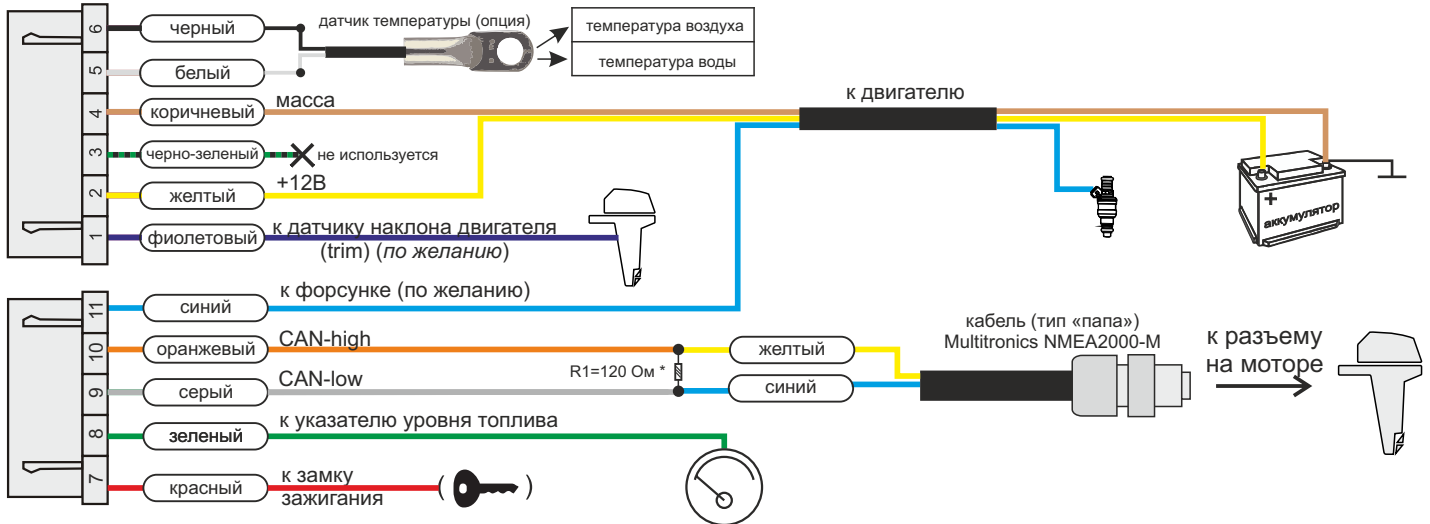 6
черный
датчик температуры (опция)
температура воздуха
температура воды
5
белый
4
коричневый
масса
к двигателю
3
черно-зеленый
не используется
2
желтый
+12В
+
аккумулятор
1
фиолетовый
к датчику наклона двигателя
(trim) (по желанию)
11
синий
к форсунке (по желанию)
10
оранжевый
CAN-high
желтый
кабель (тип «папа»)
Multitronics NMEA2000-M
к разъему
на моторе
R1=120 Ом *
9
серый
CAN-low
синий
8
зеленый
к указателю уровня топлива
7
красный
к замку
зажигания
( )